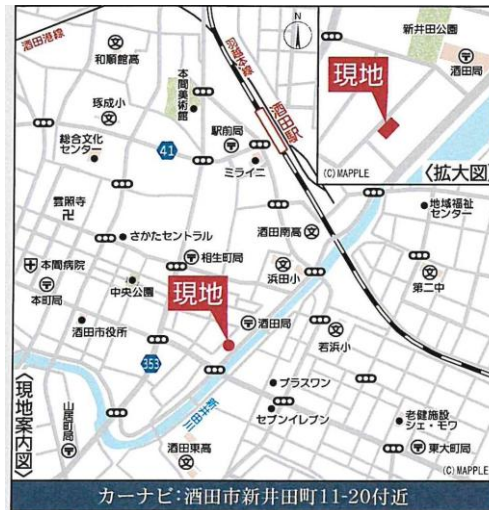 酒田港線
和順館高
琢成小
総合文化
センター
雲照寺
本間美術館
羽越本線
酒田駅
駅前局
41
ミライニ
新井田公園
酒田局
現地
(C)MAPPLE
〈拡大図〉
地域福祉
センター
さかたセントラル
酒田南高
本間病院
相生町局
浜田小
第二中
本町局
中央公園
現地
酒田市役所
酒田局
若浜小
353
プラスワン
セブンイレブン
新井田川
山居町局
酒田東高
老健施設
シェ・モワ
東大町局
〈現地案内図〉
(C)MAPPLE
カーナビ：酒田市新井田町11-20付近
N